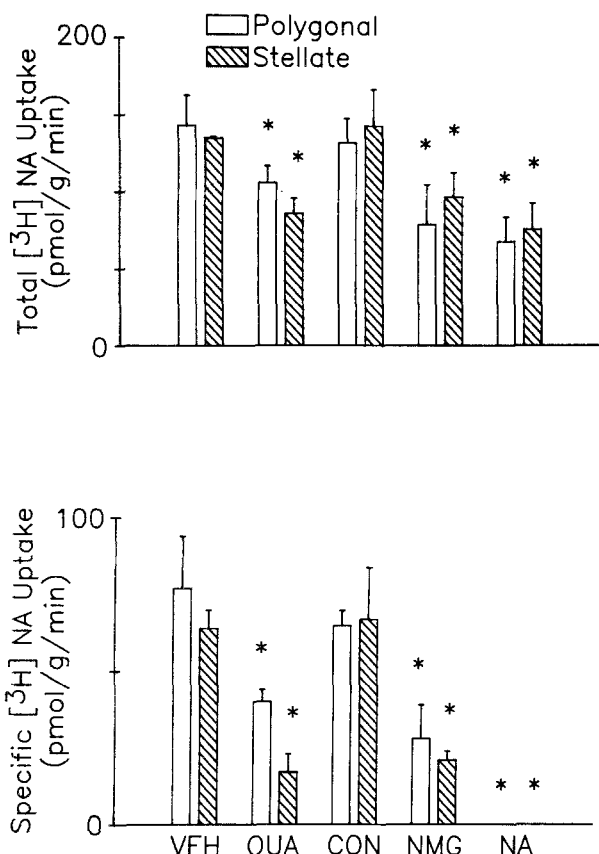 200
Polygonal
Stellate
Total [³H] NA Uptake
(pmol/g/min)
* * * * * *
0
100
Specific [³H] NA Uptake
(pmol/g/min)
* * * * * *
0
VEH OUA CON NMG NA